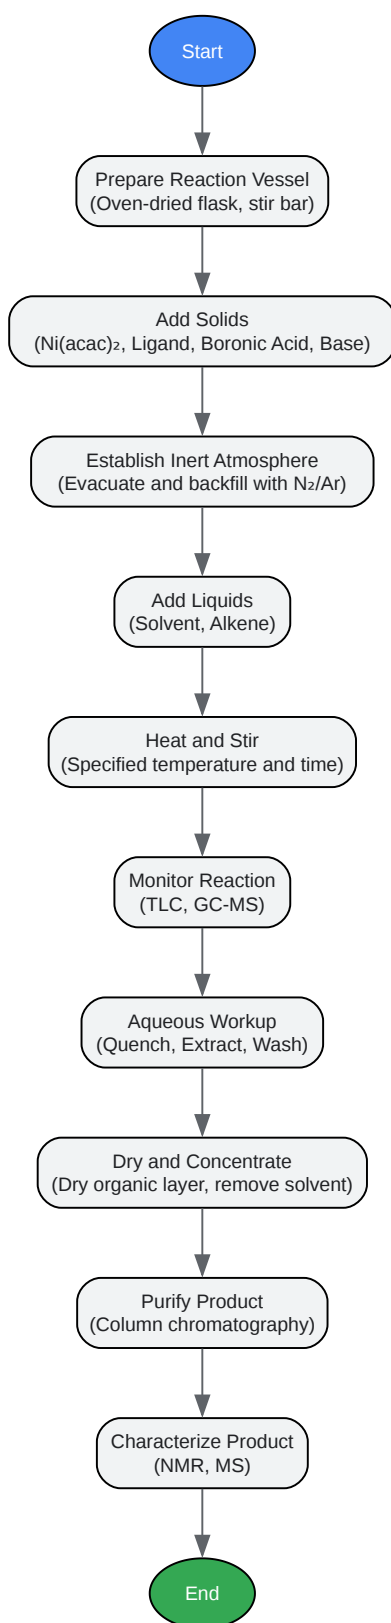 Start
Prepare Reaction Vessel
(Oven-dried flask, stir bar)
Add Solids
(Ni(acac)₂, Ligand, Boronic Acid, Base)
Establish Inert Atmosphere
(Evacuate and backfill with N₂/Ar)
Add Liquids
(Solvent, Alkene)
Heat and Stir
(Specified temperature and time)
Monitor Reaction
(TLC, GC-MS)
Aqueous Workup
(Quench, Extract, Wash)
Dry and Concentrate
(Dry organic layer, remove solvent)
Purify Product
(Column chromatography)
Characterize Product
(NMR, MS)
End